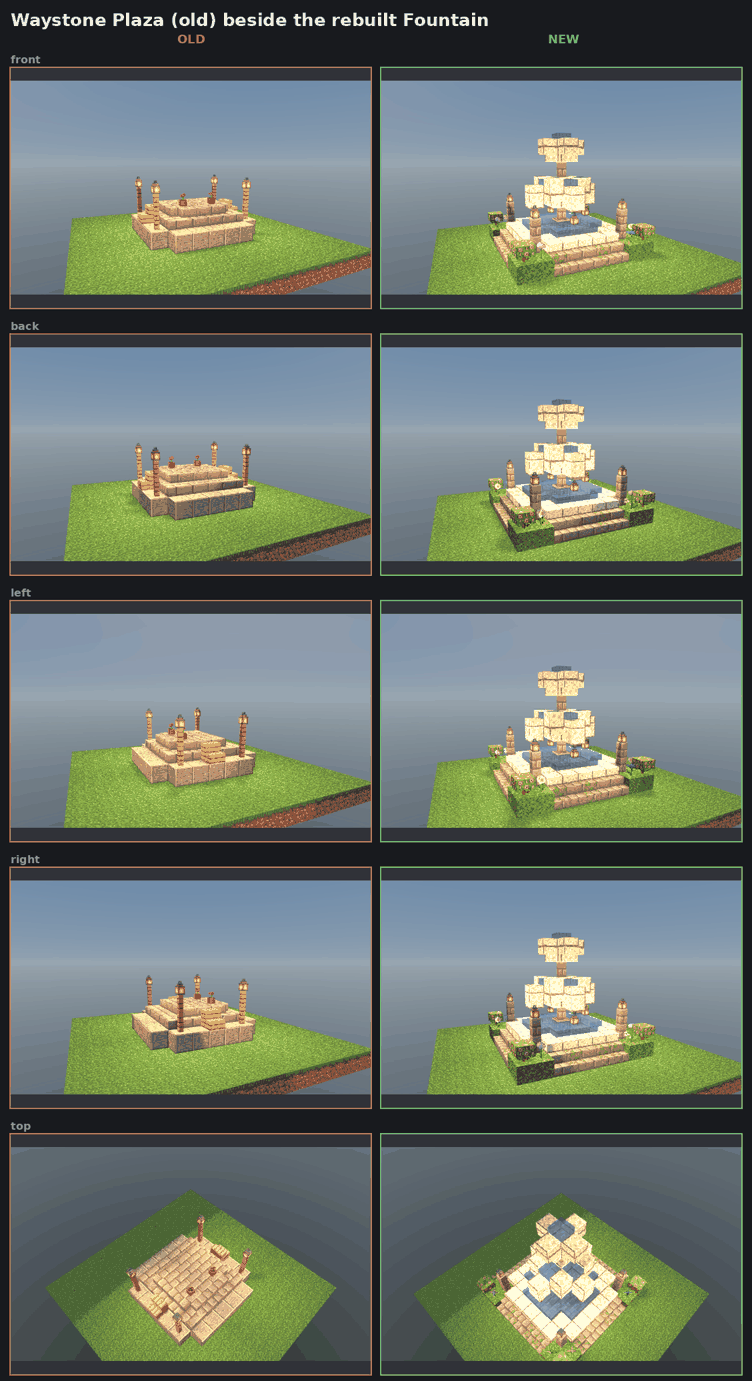 Waystone Plaza (old) beside the rebuilt Fountain
OLD NEW
front
back
left
right
top